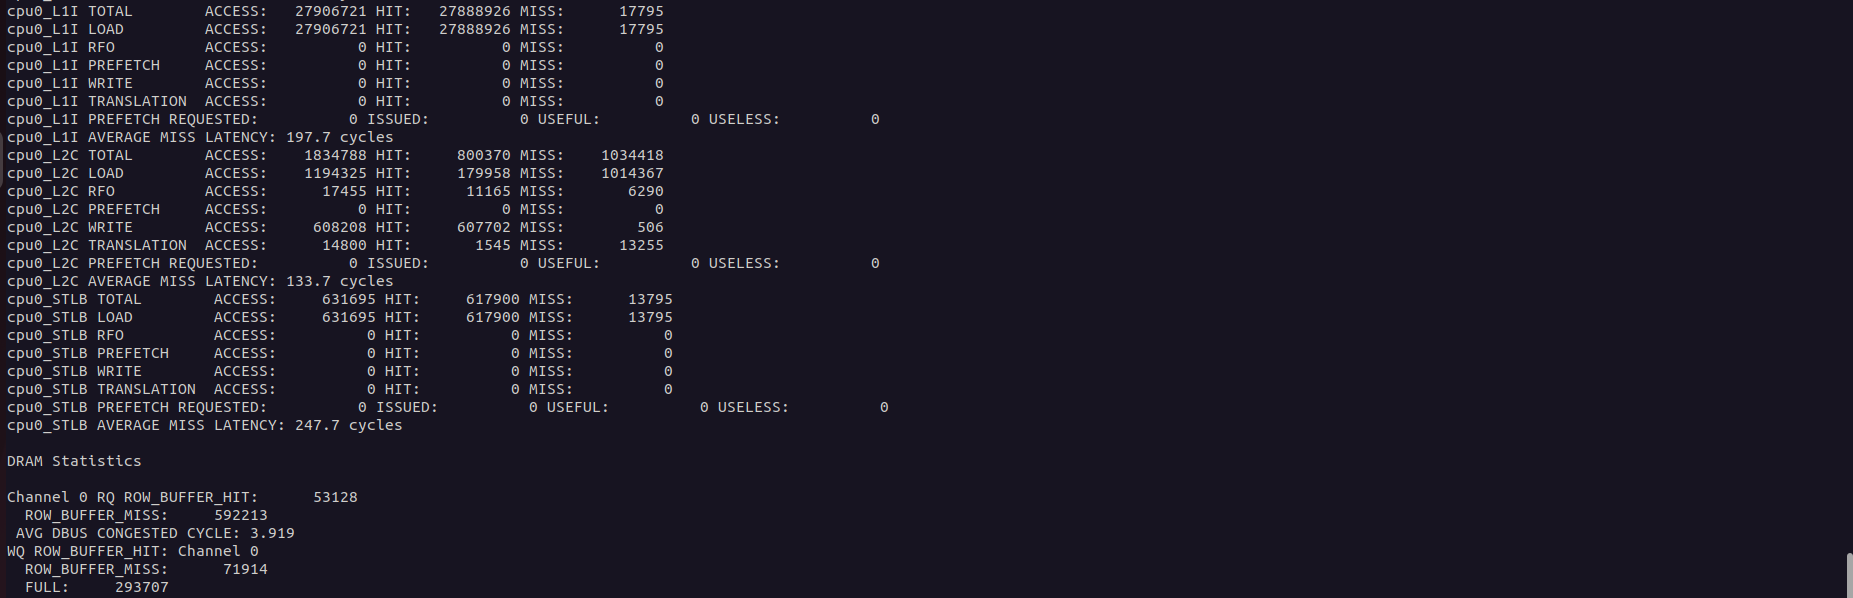 cpu0_L1I TOTAL        ACCESS:   27906721 HIT:   27888926 MISS:      17795
cpu0_L1I LOAD         ACCESS:   27906721 HIT:   27888926 MISS:      17795
cpu0_L1I RFO          ACCESS:          0 HIT:          0 MISS:          0
cpu0_L1I PREFETCH     ACCESS:          0 HIT:          0 MISS:          0
cpu0_L1I WRITE        ACCESS:          0 HIT:          0 MISS:          0
cpu0_L1I TRANSLATION  ACCESS:          0 HIT:          0 MISS:          0
cpu0_L1I PREFETCH REQUESTED:          0 ISSUED:          0 USEFUL:          0 USELESS:          0
cpu0_L1I AVERAGE MISS LATENCY: 197.7 cycles
cpu0_L2C TOTAL        ACCESS:    1834788 HIT:     800370 MISS:    1034418
cpu0_L2C LOAD         ACCESS:    1194325 HIT:     179958 MISS:    1014367
cpu0_L2C RFO          ACCESS:      17455 HIT:      11165 MISS:       6290
cpu0_L2C PREFETCH     ACCESS:          0 HIT:          0 MISS:          0
cpu0_L2C WRITE        ACCESS:     608208 HIT:     607702 MISS:        506
cpu0_L2C TRANSLATION  ACCESS:      14800 HIT:       1545 MISS:      13255
cpu0_L2C PREFETCH REQUESTED:          0 ISSUED:          0 USEFUL:          0 USELESS:          0
cpu0_L2C AVERAGE MISS LATENCY: 133.7 cycles
cpu0_STLB TOTAL        ACCESS:     631695 HIT:     617900 MISS:      13795
cpu0_STLB LOAD         ACCESS:     631695 HIT:     617900 MISS:      13795
cpu0_STLB RFO          ACCESS:          0 HIT:          0 MISS:          0
cpu0_STLB PREFETCH     ACCESS:          0 HIT:          0 MISS:          0
cpu0_STLB WRITE        ACCESS:          0 HIT:          0 MISS:          0
cpu0_STLB TRANSLATION  ACCESS:          0 HIT:          0 MISS:          0
cpu0_STLB PREFETCH REQUESTED:          0 ISSUED:          0 USEFUL:          0 USELESS:          0
cpu0_STLB AVERAGE MISS LATENCY: 247.7 cycles

DRAM Statistics

Channel 0 RQ ROW_BUFFER_HIT:      53128
  ROW_BUFFER_MISS:     592213
 AVG DBUS CONGESTED CYCLE: 3.919
WQ ROW_BUFFER_HIT: Channel 0
  ROW_BUFFER_MISS:      71914
  FULL:     293707